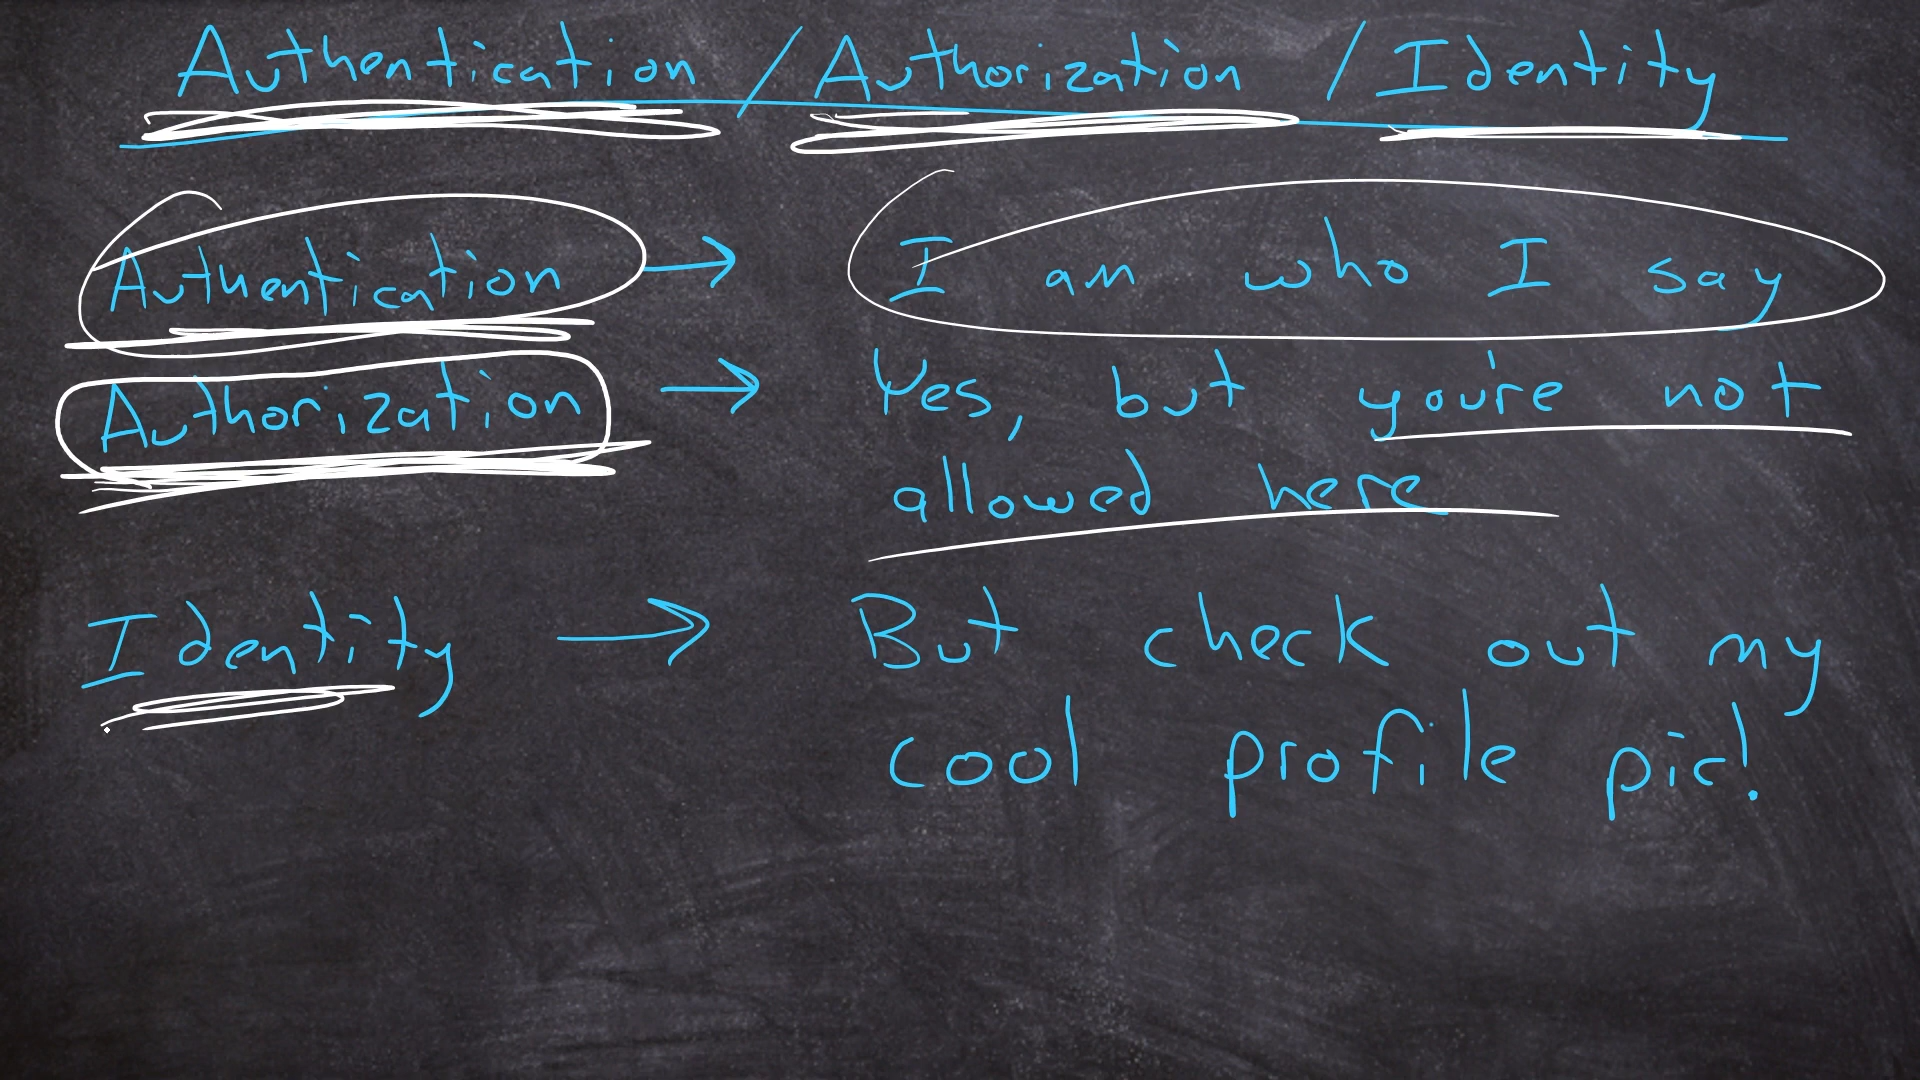 Authentication / Authorization / Identity
Authentication → I am who I say
Authorization → Yes, but you're not
allowed here
Identity → But check out my
cool profile pic!